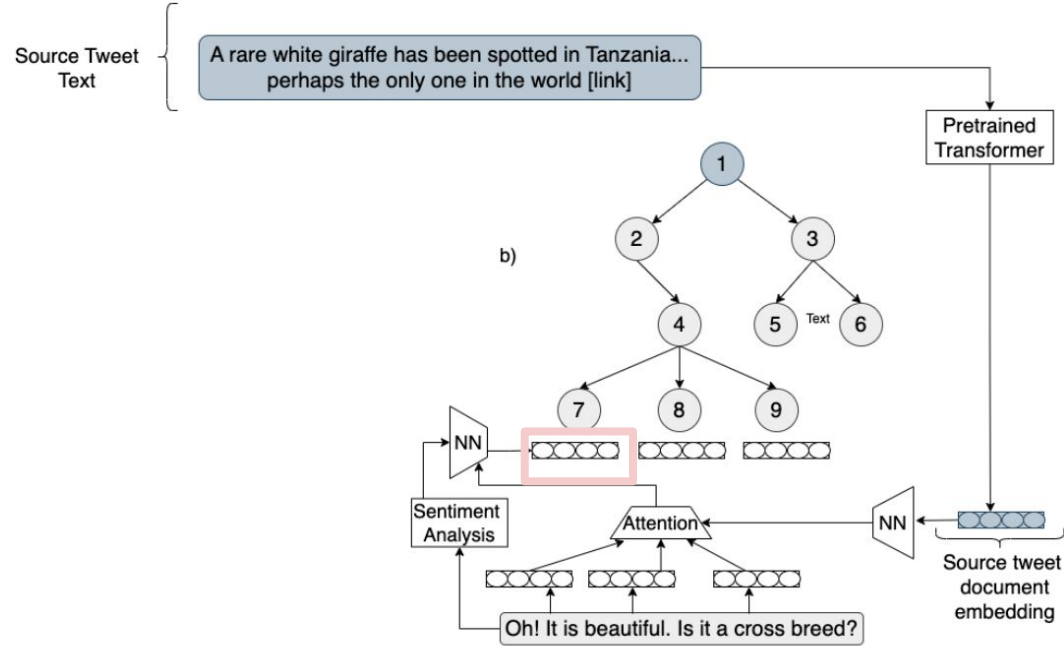 Source Tweet
Text
A rare white giraffe has been spotted in Tanzania...
perhaps the only one in the world [link]
Pretrained
Transformer
1
2
3
b)
4
5
Text
6
7
8
9
NN
Sentiment
Analysis
Attention
NN
Source tweet
document
embedding
Oh! It is beautiful. Is it a cross breed?